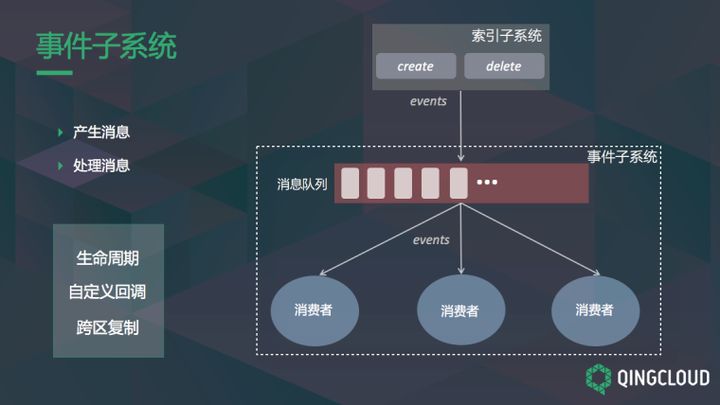 事件子系统
产生消息
处理消息
生命周期
自定义回调
跨区复制
索引子系统
create delete
events
事件子系统
消息队列
•••
events
消费者 消费者 消费者
QINGCLOUD